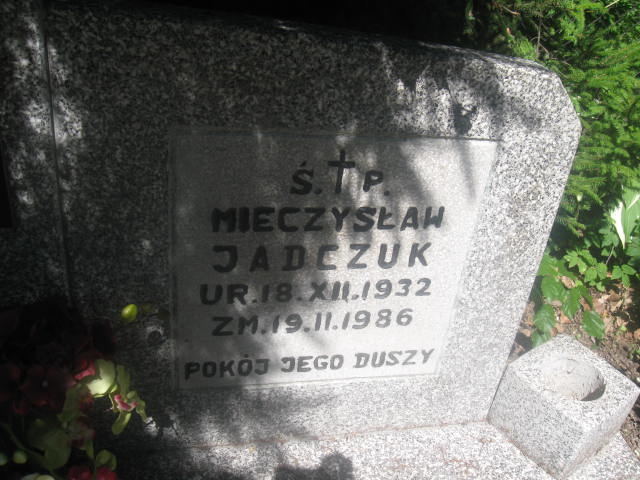 Ś.†P.
MIECZYSŁAW
JADCZUK
UR.18.XII.1932
ZM.19.II.1986
POKÓJ JEGO DUSZY